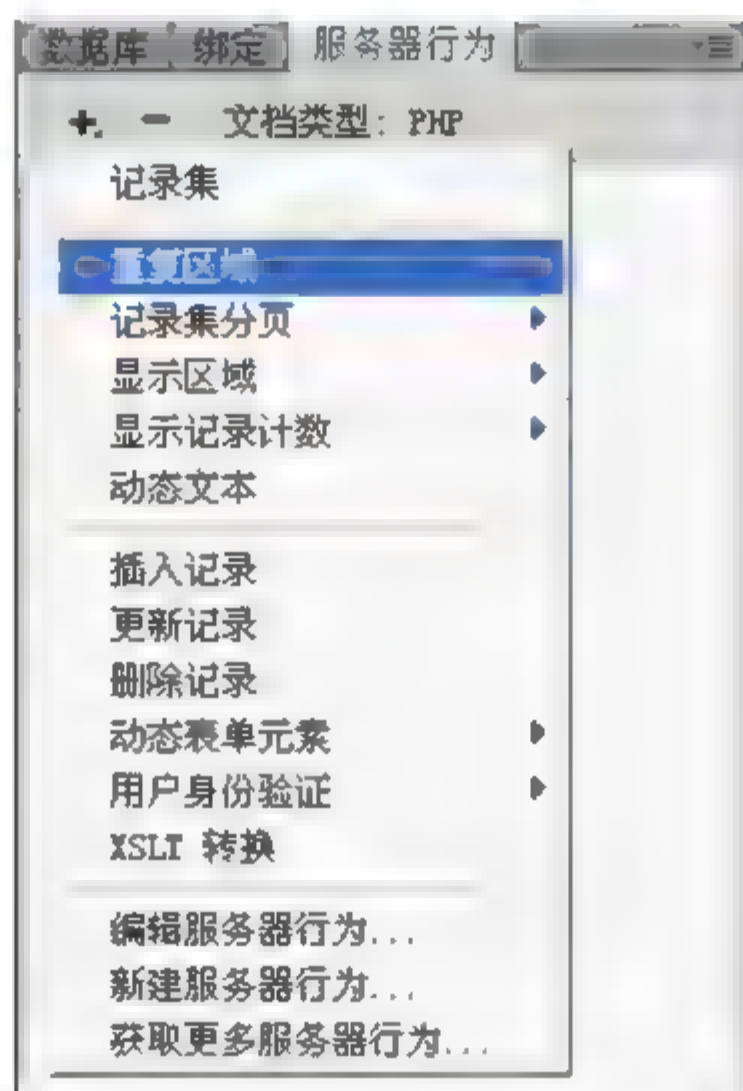 数据库 绑定 服务器行为
+. - 文档类型: PHP
记录集
重复区域
记录集分页
显示区域
显示记录计数
动态文本
插入记录
更新记录
删除记录
动态表单元素
用户身份验证
XSLT 转换
编辑服务器行为...
新建服务器行为...
获取更多服务器行为...